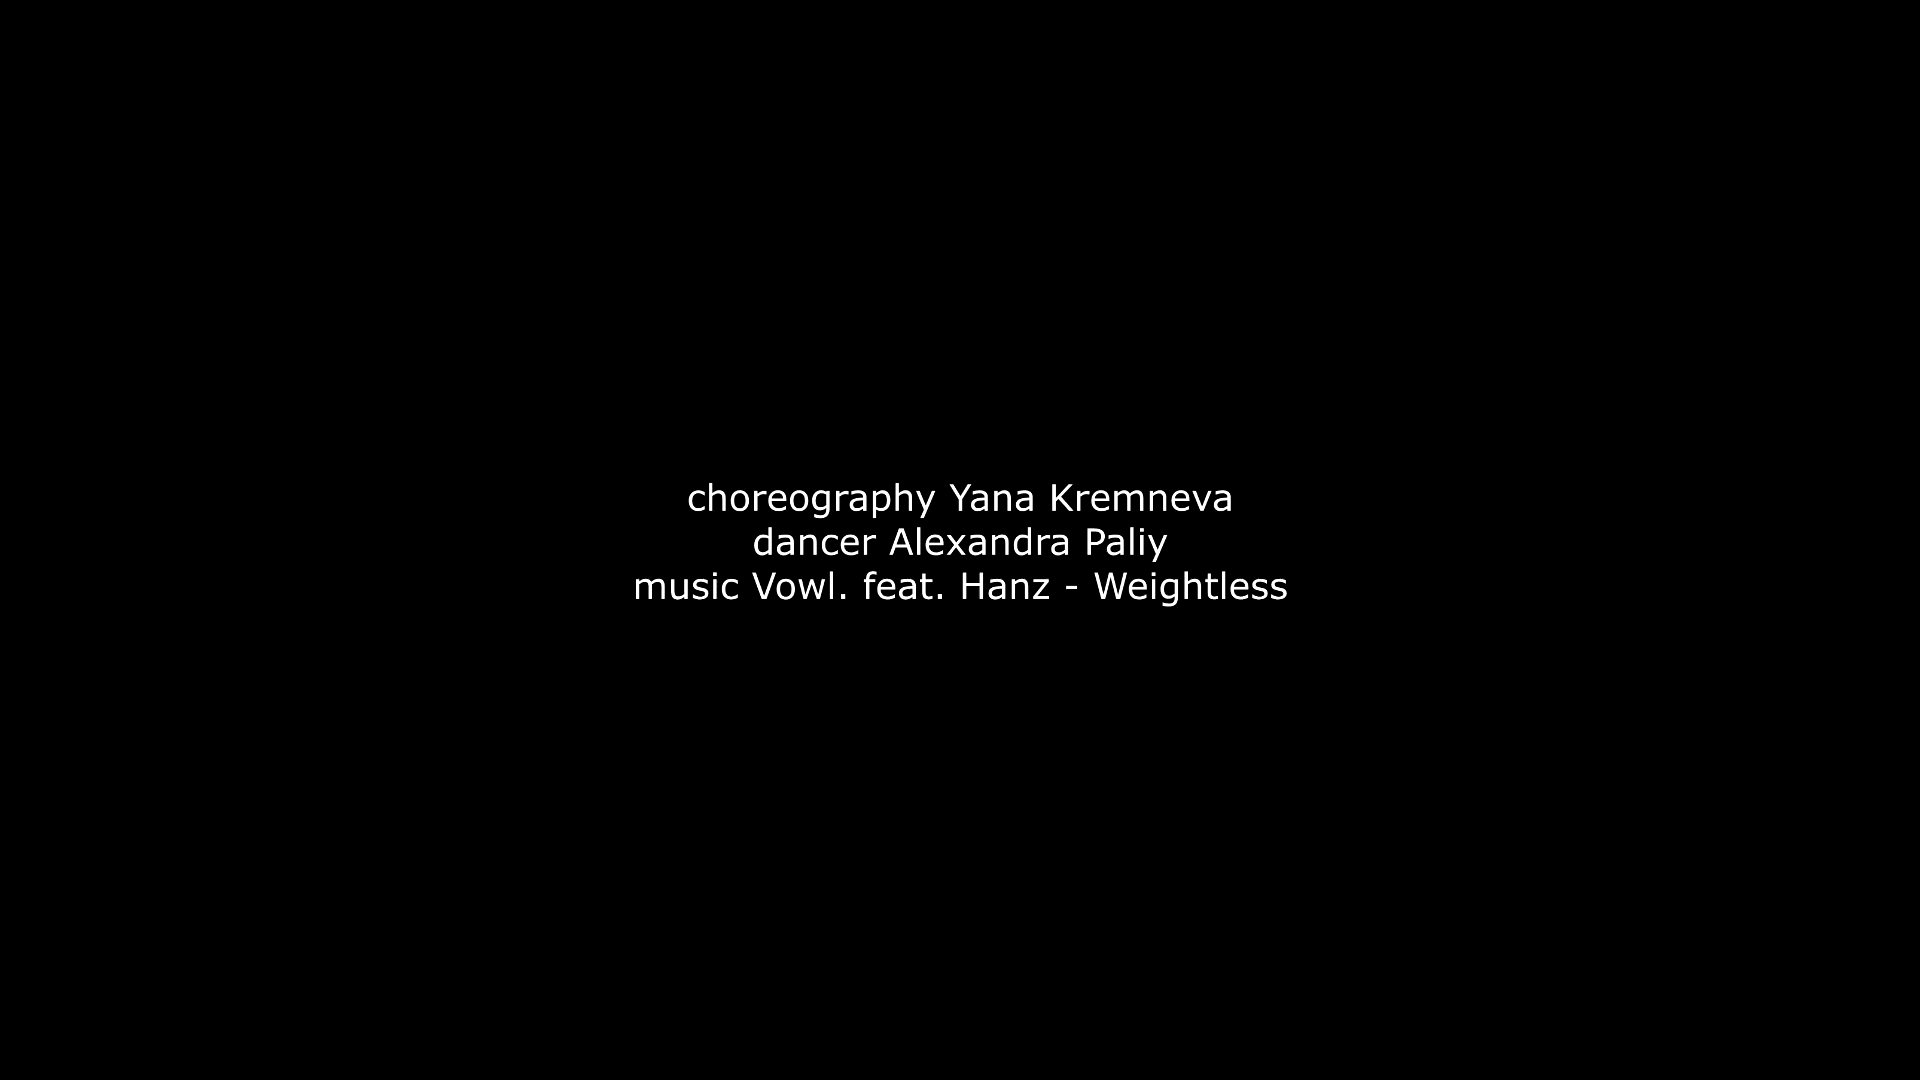 choreography Yana Kremneva
dancer Alexandra Paliy
music Vowl. feat. Hanz - Weightless